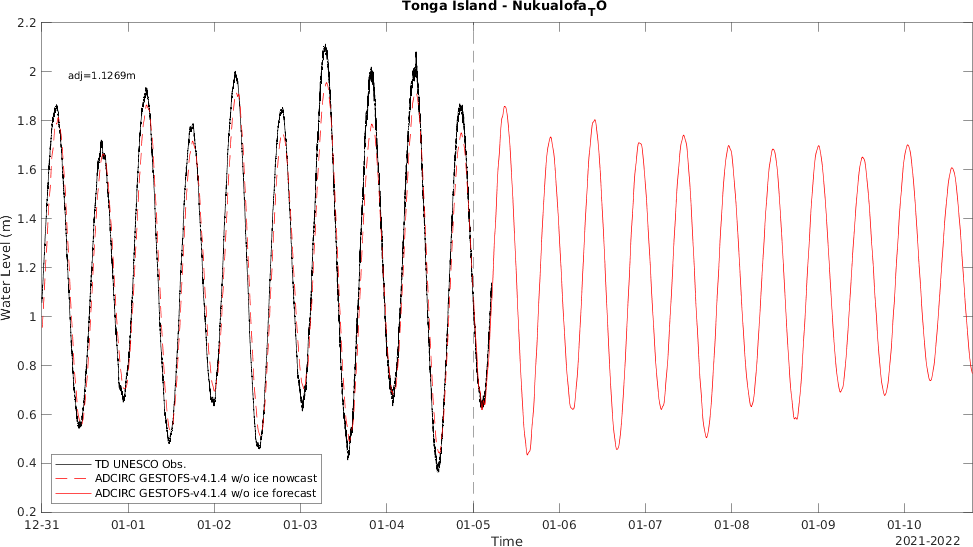 Tonga Island - NukualofaTO
2.2
2
1.8
1.6
1.4
1.2
1
0.8
0.6
0.4
0.2
Water Level (m)
adj=1.1269m
TD UNESCO Obs.
ADCIRC GESTOFS-v4.1.4 w/o ice nowcast
ADCIRC GESTOFS-v4.1.4 w/o ice forecast
12-31 01-01 01-02 01-03 01-04 01-05 01-06 01-07 01-08 01-09 01-10
Time
2021-2022